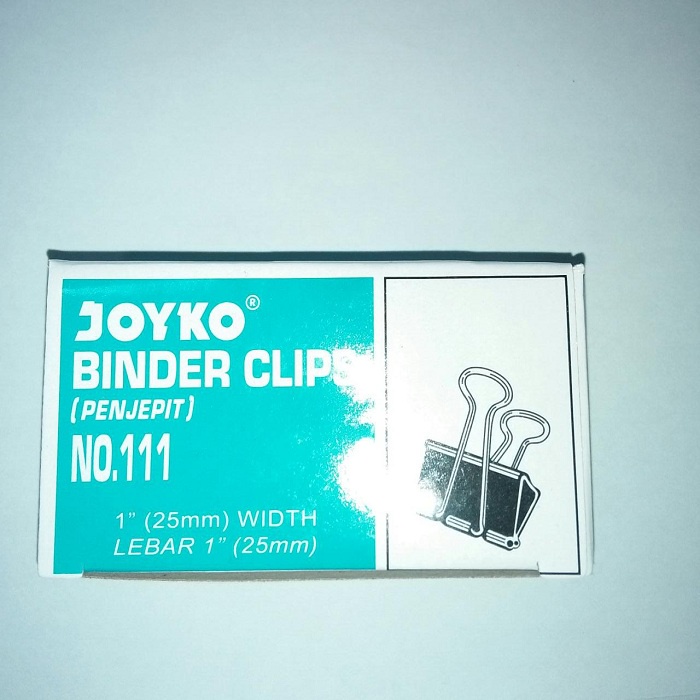 JOYKO®
BINDER CLIPS
(PENJEPIT)
NO.111
1" (25mm) WIDTH
LEBAR 1" (25mm)